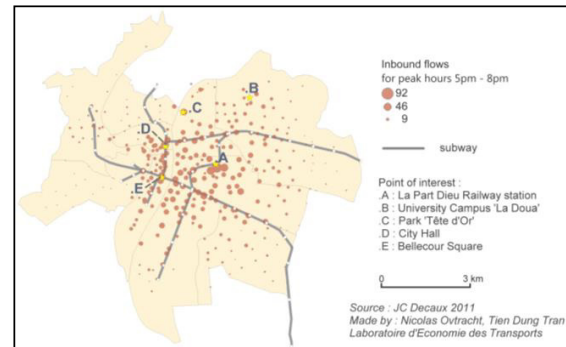 .B
.C
.D
A
E
Inbound flows
for peak hours 5pm - 8pm
92
46
9
subway
Point of interest :
.A : La Part Dieu Railway station
.B : University Campus 'La Doua'
.C : Park 'Tête d'Or'
.D : City Hall
.E : Bellecour Square
0 3 km
Source : JC Decaux 2011
Made by : Nicolas Ovtracht, Tien Dung Tran
Laboratoire d'Economie des Transports